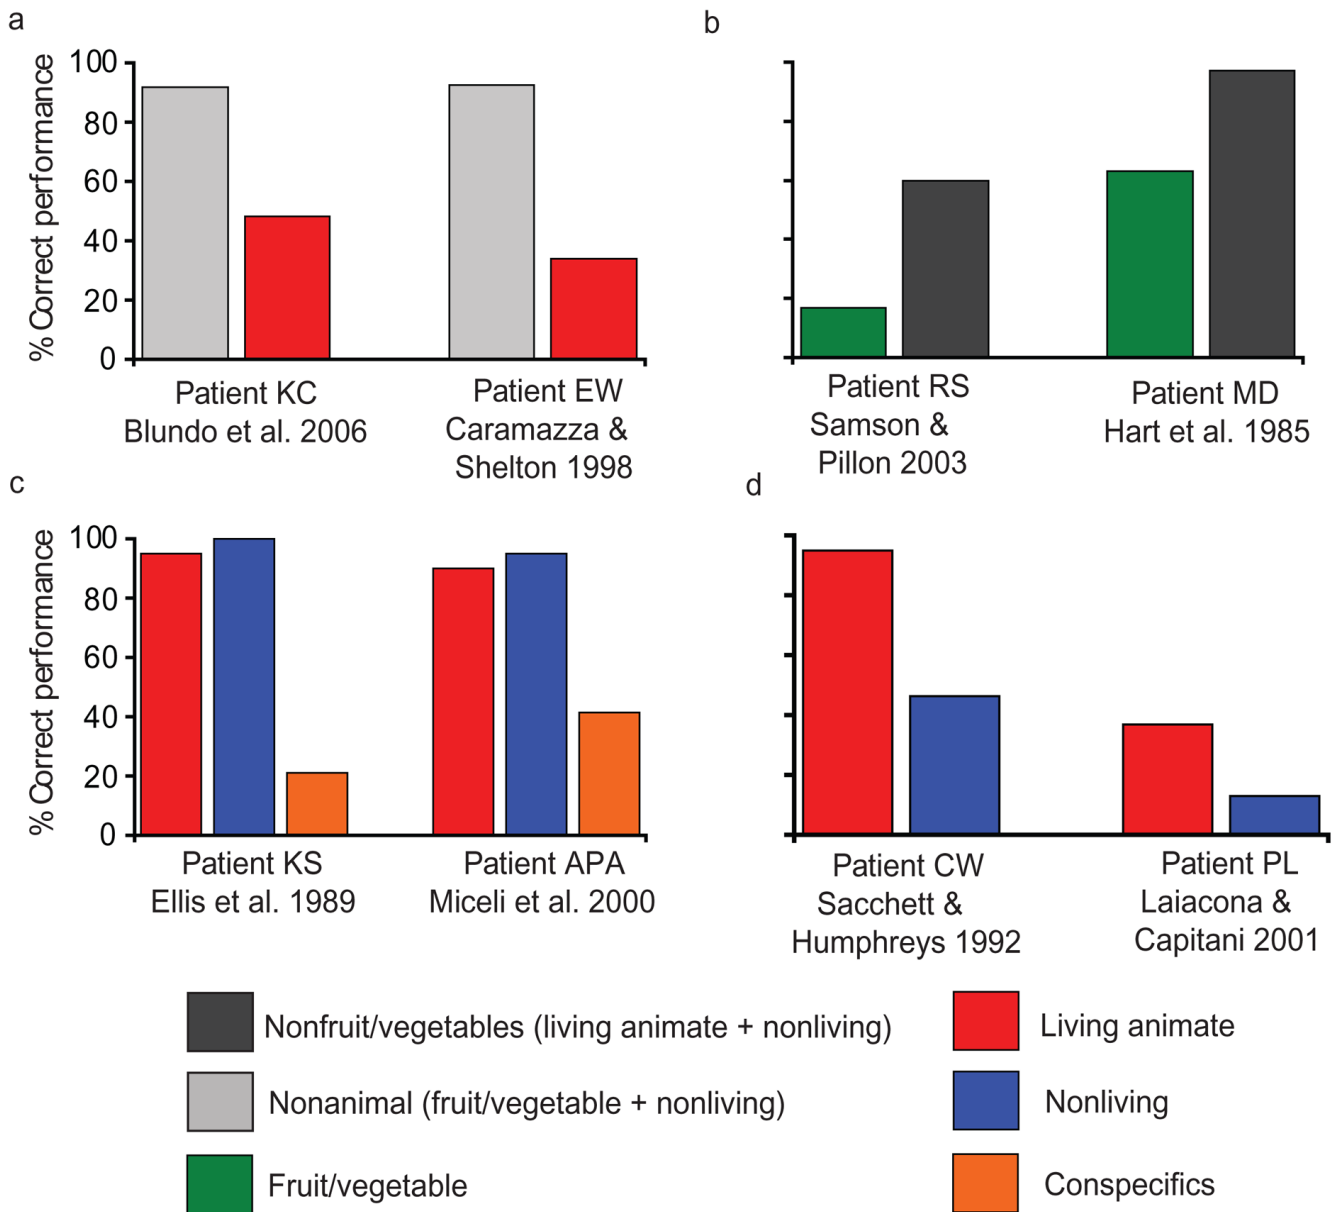 a
% Correct performance
100
80
60
40
20
0
Patient KC
Blundo et al. 2006
Patient EW
Caramazza &
Shelton 1998
b
Patient RS
Samson &
Pillon 2003
Patient MD
Hart et al. 1985
c
% Correct performance
100
80
60
40
20
0
Patient KS
Ellis et al. 1989
Patient APA
Miceli et al. 2000
d
Patient CW
Sacchett &
Humphreys 1992
Patient PL
Laiacona &
Capitani 2001
Nonfruit/vegetables (living animate + nonliving)
Nonanimal (fruit/vegetable + nonliving)
Fruit/vegetable
Living animate
Nonliving
Conspecifics